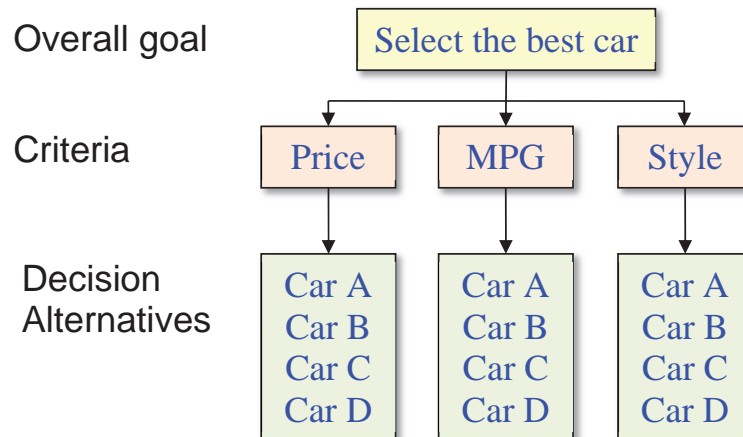 Overall goal
Select the best car
Criteria
Price
MPG
Style
Decision
Alternatives
Car A
Car B
Car C
Car D
Car A
Car B
Car C
Car D
Car A
Car B
Car C
Car D